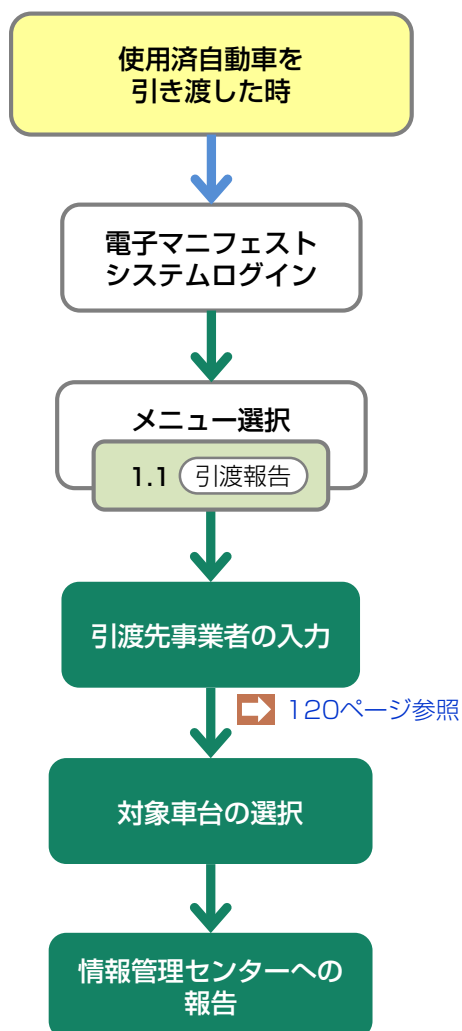 使用済自動車を
引き渡した時
電子マニフェスト
システムログイン
メニュー選択
1.1 引渡報告
引渡先事業者の入力
120ページ参照
対象車台の選択
情報管理センターへの
報告